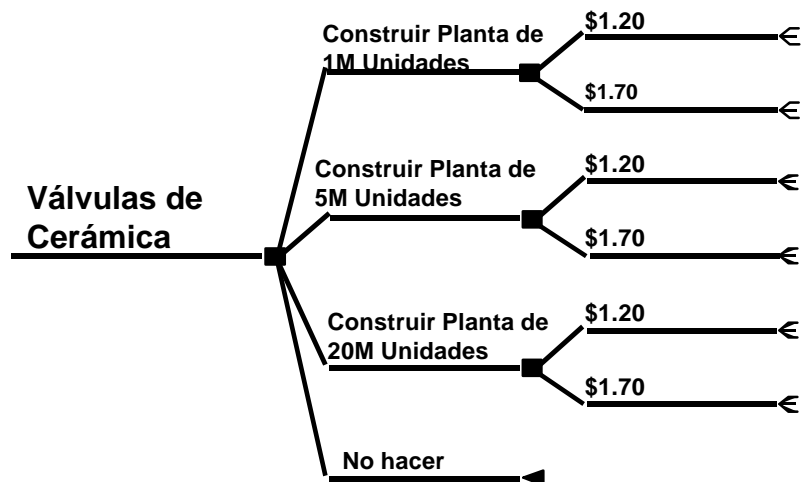 Válvulas de
Cerámica
Construir Planta de
1M Unidades
$1.20
$1.70
Construir Planta de
5M Unidades
$1.20
$1.70
Construir Planta de
20M Unidades
$1.20
$1.70
No hacer